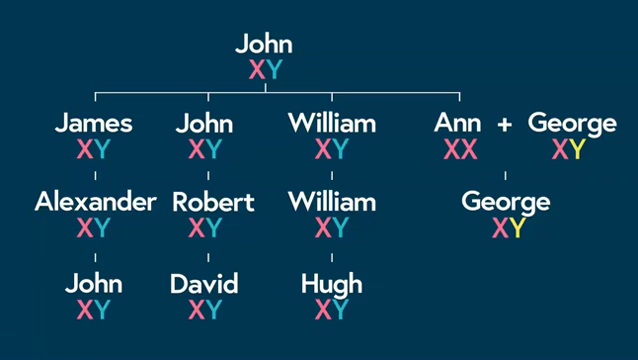 John
XY
James John William Ann + George
XY XY XY XX XY
Alexander Robert William George
XY XY XY XY
John David Hugh
XY XY XY